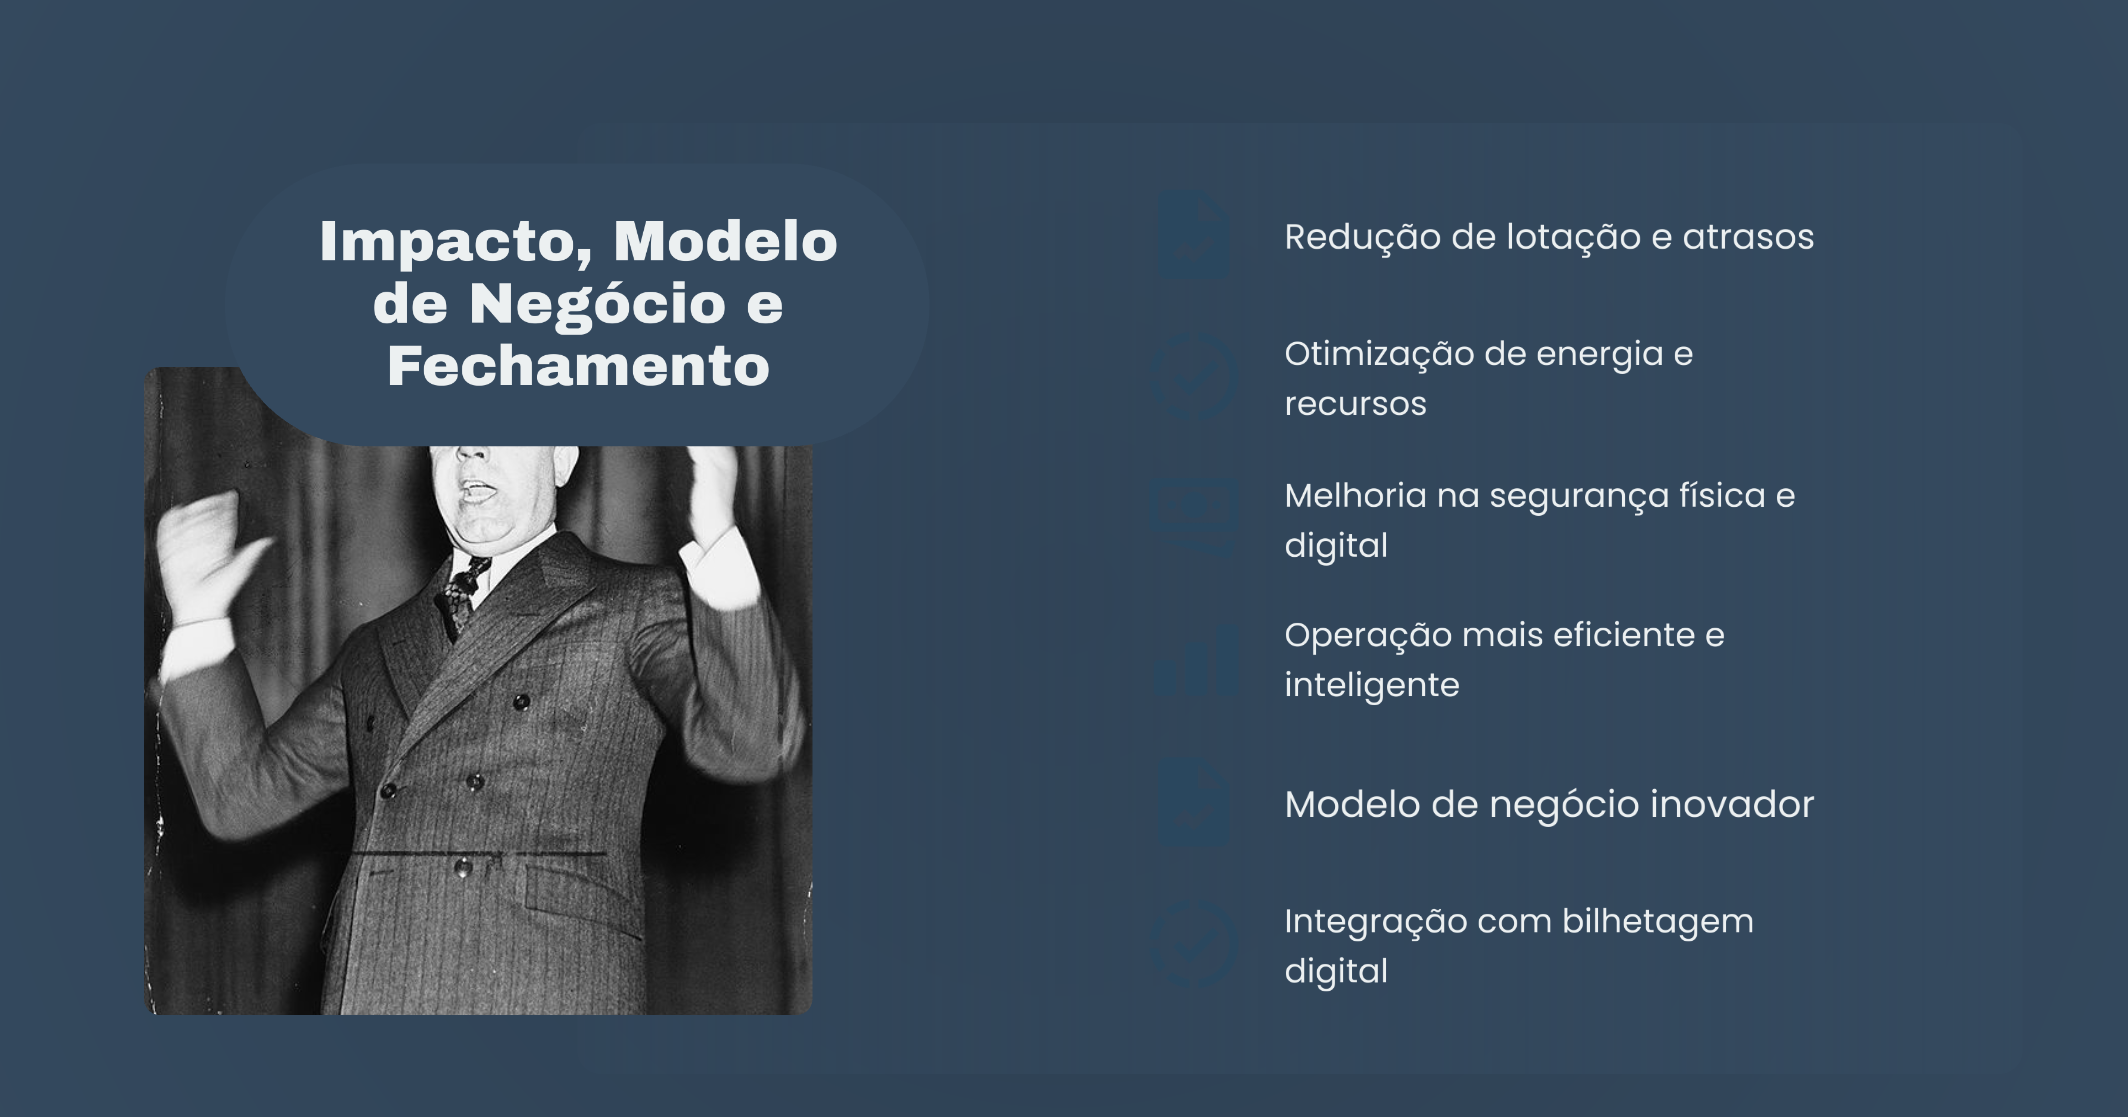 Impacto, Modelo
de Negócio e
Fechamento
Redução de lotação e atrasos
Otimização de energia e
recursos
Melhoria na segurança física e
digital
Operação mais eficiente e
inteligente
Modelo de negócio inovador
Integração com bilhetagem
digital